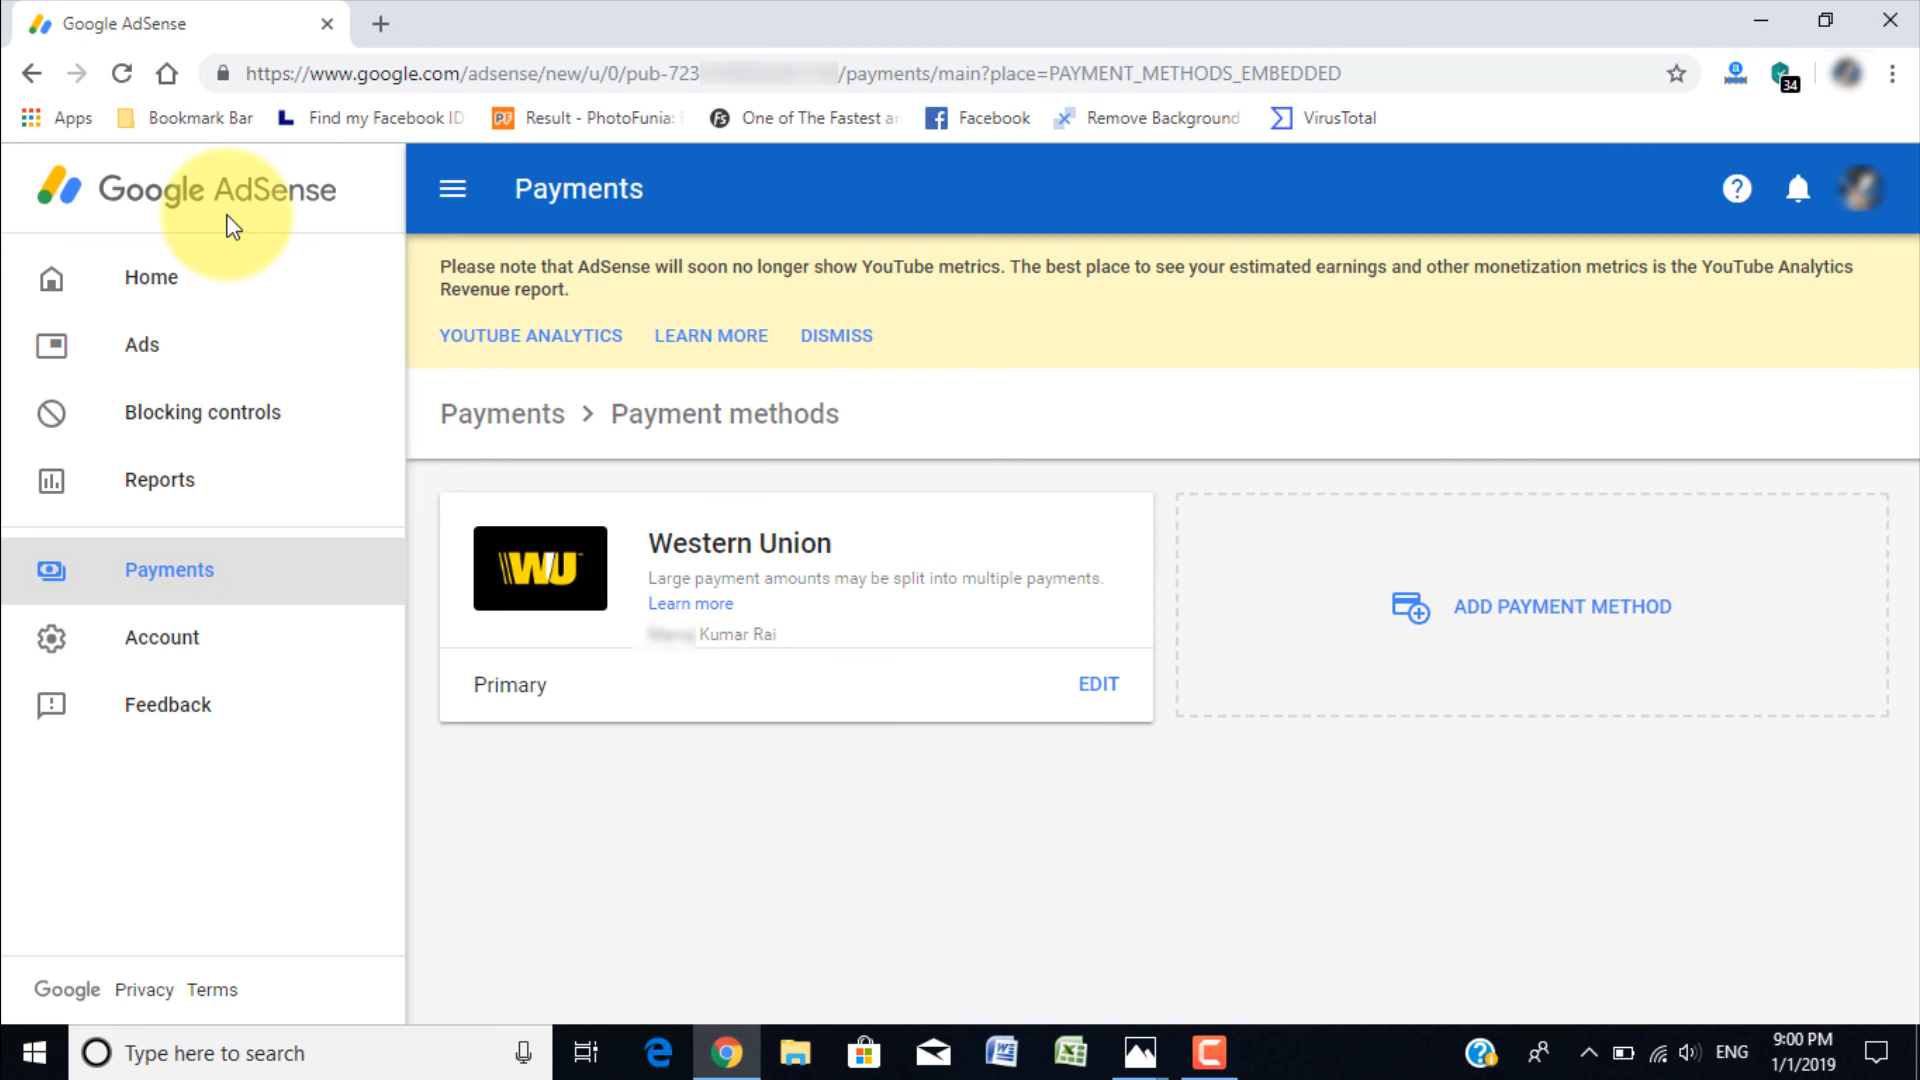 Google AdSense
https://www.google.com/adsense/new/u/0/pub-723 /payments/main?place=PAYMENT_METHODS_EMBEDDED
34
Apps Bookmark Bar Find my Facebook ID Result - PhotoFunia: One of The Fastest Facebook Remove Background VirusTotal
Google AdSense
Payments
Home
Ads
Blocking controls
Reports
Payments
Account
Feedback
Google Privacy Terms
Please note that AdSense will soon no longer show YouTube metrics. The best place to see your estimated earnings and other monetization metrics is the YouTube Analytics
Revenue report.
YOUTUBE ANALYTICS LEARN MORE DISMISS
Payments > Payment methods
WU
Western Union
Large payment amounts may be split into multiple payments.
Learn more
Kumar Rai
Primary EDIT
ADD PAYMENT METHOD
Type here to search
ENG
9:00 PM
1/1/2019